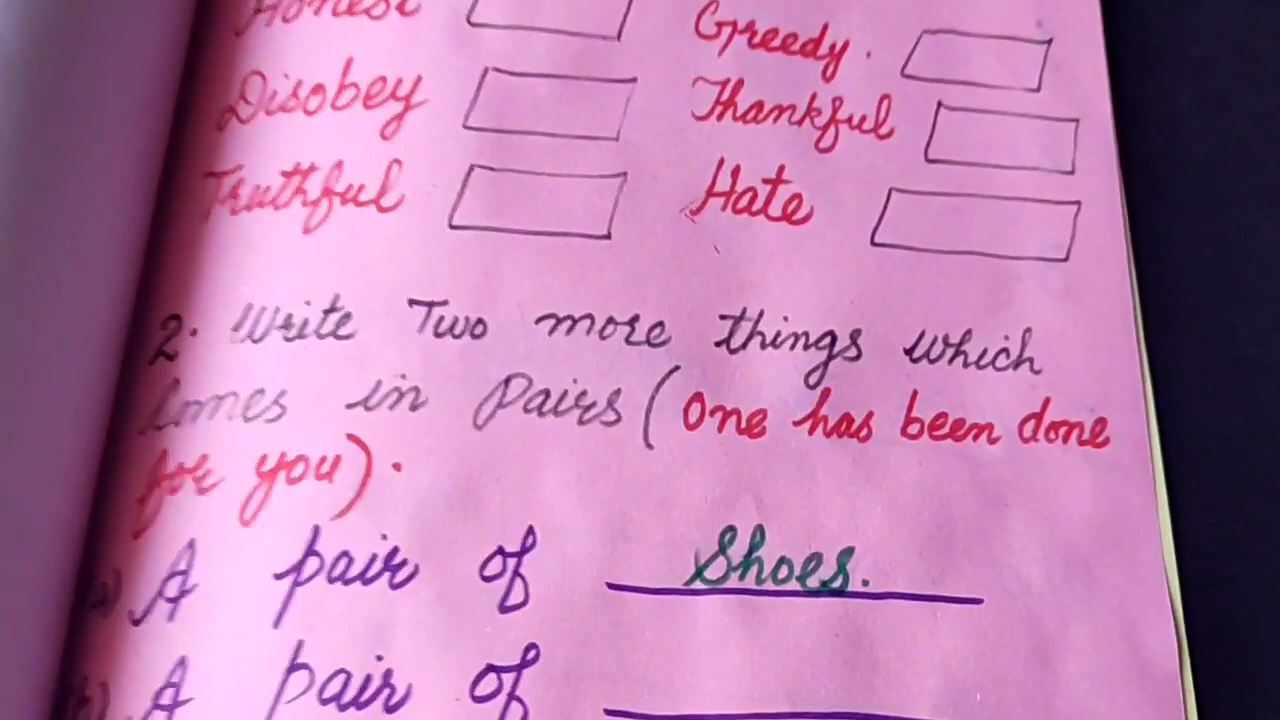 Honest Greedy.
Disobey Thankful
Truthful Hate
2. Write Two more things which
comes in Pairs (One has been done
for you).
(a) A pair of Shoes.
(b) A pair of